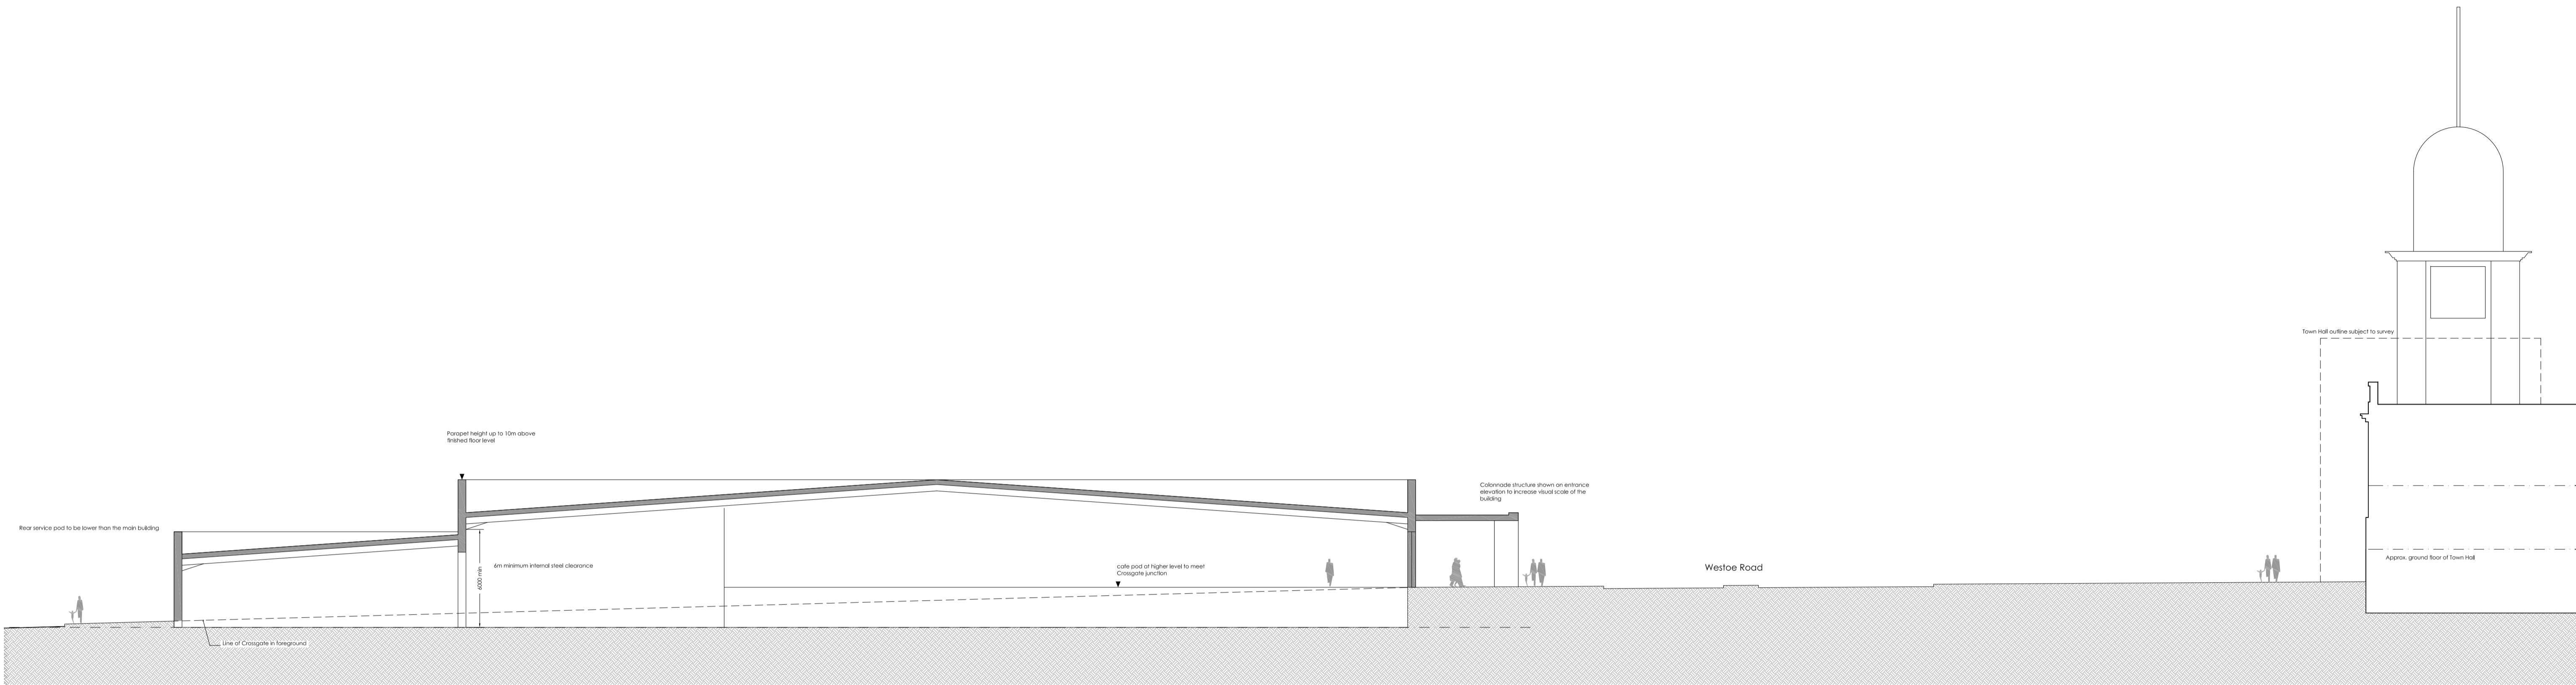 Town Hall outline subject to survey
Parapet height up to 10m above
finished floor level
Colonnade structure shown on entrance
elevation to increase visual scale of the
building
Rear service pod to be lower than the main building
Approx. ground floor of Town Hall
6m minimum internal steel clearance
6000 min
cafe pod at higher level to meet
Crossgate junction
Westoe Road
Line of Crossgate in foreground